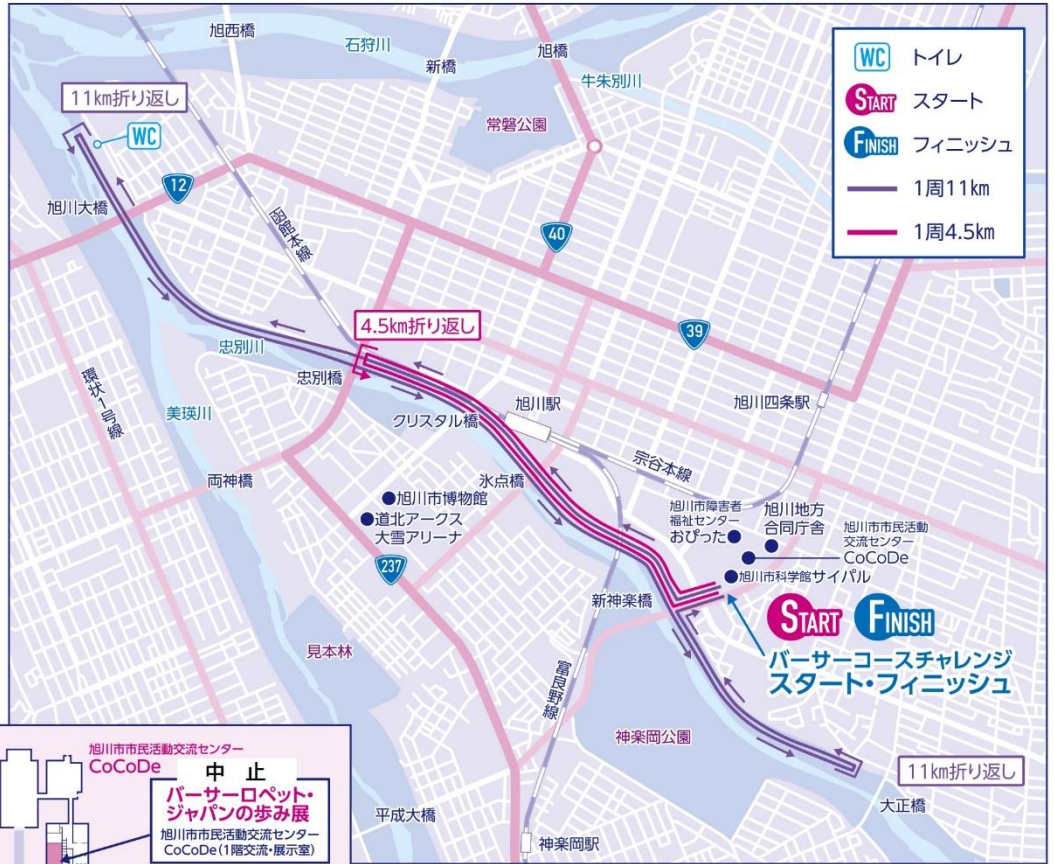 旭西橋
石狩川
新橋
旭橋
牛朱別川
WC トイレ
START スタート
FINISH フィニッシュ
1周11km
1周4.5km
11km折り返し
WC
常磐公園
12
旭川大橋
函館本線
40
39
4.5km折り返し
忠別川
忠別橋
環状1号線
美瑛川
クリスタル橋
旭川駅
旭川四条駅
宗谷本線
両神橋
氷点橋
旭川市博物館
道北アークス
大雪アリーナ
旭川市障害者
福祉センター
おぴった
旭川地方
合同庁舎
旭川市市民活動
交流センター
CoCoDe
旭川市科学館サイパル
237
新神楽橋
START FINISH
バーサーコースチャレンジ
スタート・フィニッシュ
見本林
富良野線
神楽岡公園
11km折り返し
大正橋
平成大橋
神楽岡駅
旭川市市民活動交流センター
CoCoDe
中 止
バーサーロペット・
ジャパンの歩み展
旭川市市民活動交流センター
CoCoDe(1階交流・展示室)